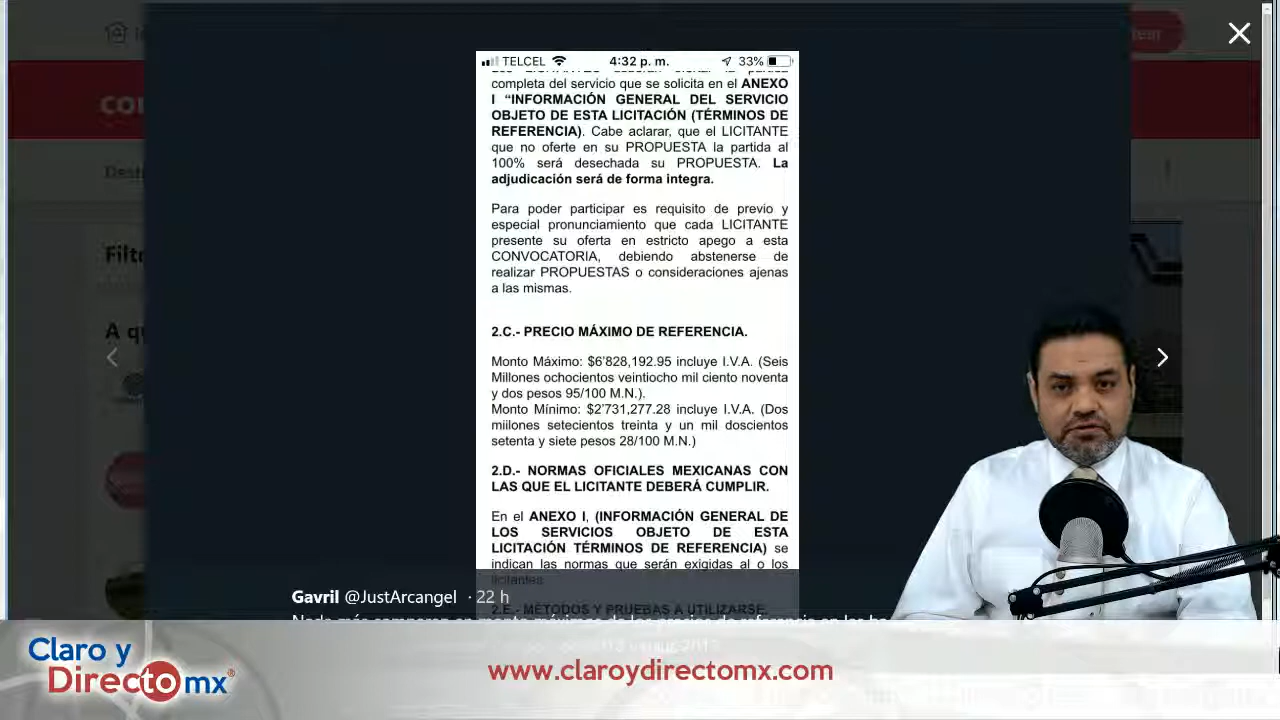 TELCEL 4:32 p. m. 33%
completa del servicio que se solicita en el ANEXO
I “INFORMACIÓN GENERAL DEL SERVICIO
OBJETO DE ESTA LICITACIÓN (TÉRMINOS DE
REFERENCIA). Cabe aclarar, que el LICITANTE
que no oferte en su PROPUESTA la partida al
100% será desechada su PROPUESTA. La
adjudicación será de forma integra.
Para poder participar es requisito de previo y
especial pronunciamiento que cada LICITANTE
presente su oferta en estricto apego a esta
CONVOCATORIA, debiendo abstenerse de
realizar PROPUESTAS o consideraciones ajenas
a las mismas.
2.C.- PRECIO MÁXIMO DE REFERENCIA.
Monto Máximo: $6’828,192.95 incluye I.V.A. (Seis
Millones ochocientos veintiocho mil ciento noventa
y dos pesos 95/100 M.N.).
Monto Mínimo: $2’731,277.28 incluye I.V.A. (Dos
miilones setecientos treinta y un mil doscientos
setenta y siete pesos 28/100 M.N.)
2.D.- NORMAS OFICIALES MEXICANAS CON
LAS QUE EL LICITANTE DEBERÁ CUMPLIR.
En el ANEXO I, (INFORMACIÓN GENERAL DE
LOS SERVICIOS OBJETO DE ESTA
LICITACIÓN TÉRMINOS DE REFERENCIA) se
indican las normas que serán exigidas al o los
licitantes.
2.E.- MÉTODOS Y PRUEBAS A UTILIZARSE.
Gavril @JustArcangel · 22 h
Claro y
Directomx®
www.claroydirectomx.com